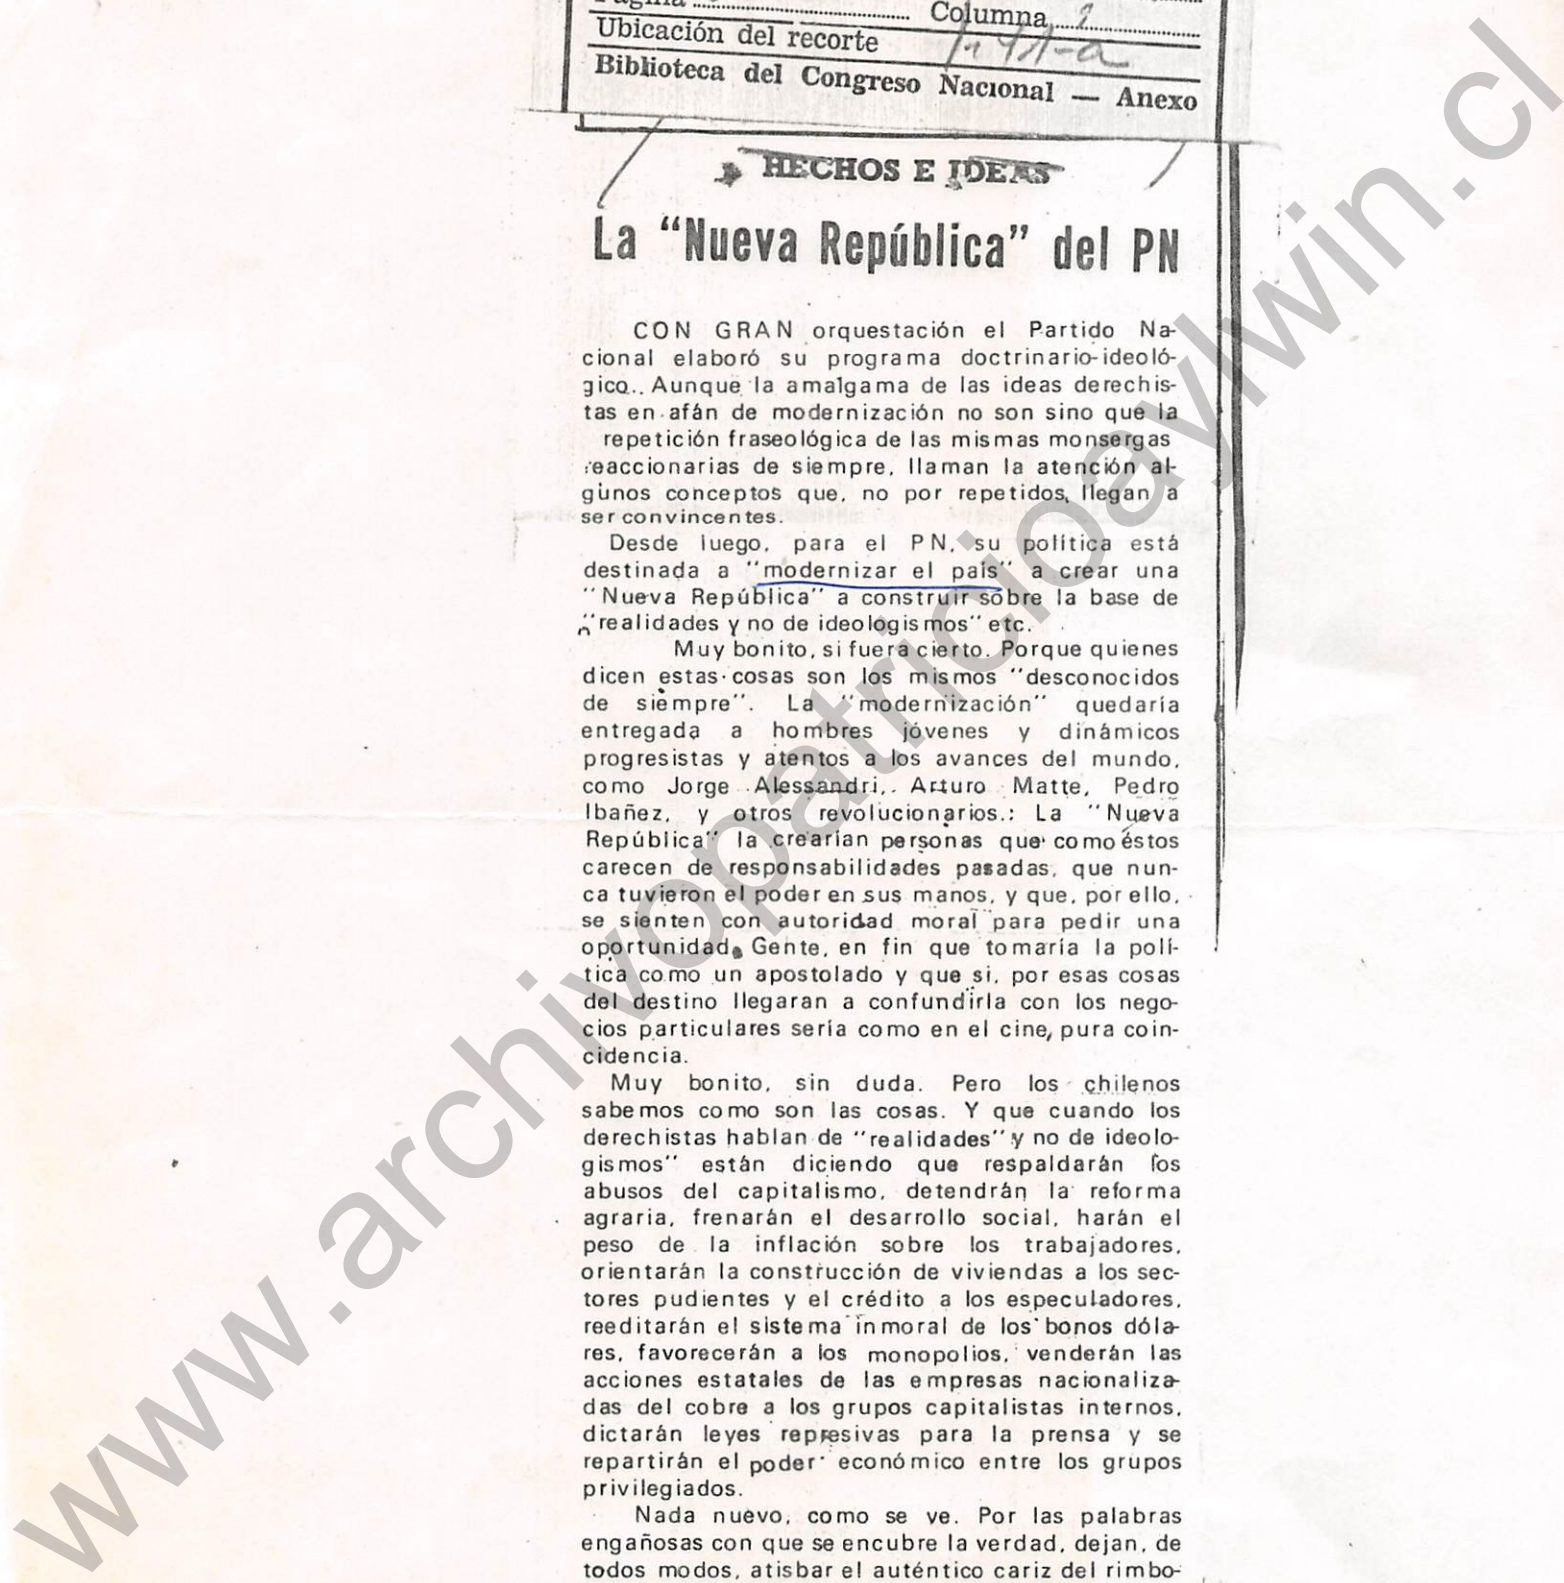 Página Columna 2
Ubicación del recorte
Biblioteca del Congreso Nacional — Anexo
HECHOS E IDEAS
La "Nueva República" del PN
CON GRAN orquestación el Partido Na-
cional elaboró su programa doctrinario-ideoló-
gico.. Aunque la amalgama de las ideas derechis-
tas en afán de modernización no son sino que la
repetición fraseológica de las mismas monsergas
reaccionarias de siempre, llaman la atención al-
gunos conceptos que, no por repetidos, llegan a
ser convincentes.
Desde luego, para el PN, su política está
destinada a "modernizar el país" a crear una
"Nueva República" a construir sobre la base de
"realidades y no de ideologismos" etc.
Muy bonito, si fuera cierto. Porque quienes
dicen estas cosas son los mismos "desconocidos
de siempre". La "modernización" quedaría
entregada a hombres jóvenes y dinámicos
progresistas y atentos a los avances del mundo,
como Jorge Alessandri, Arturo Matte, Pedro
Ibañez, y otros revolucionarios.: La "Nueva
República" la crearían personas que como éstos
carecen de responsabilidades pasadas, que nun-
ca tuvieron el poder en sus manos, y que, por ello,
se sienten con autoridad moral para pedir una
oportunidad. Gente, en fin que tomaría la polí-
tica como un apostolado y que si, por esas cosas
del destino llegaran a confundirla con los nego-
cios particulares sería como en el cine, pura coin-
cidencia.
Muy bonito, sin duda. Pero los chilenos
sabemos como son las cosas. Y que cuando los
derechistas hablan de "realidades" y no de ideolo-
gismos" están diciendo que respaldarán los
abusos del capitalismo, detendrán la reforma
agraria, frenarán el desarrollo social, harán el
peso de la inflación sobre los trabajadores,
orientarán la construcción de viviendas a los sec-
tores pudientes y el crédito a los especuladores,
reeditarán el sistema inmoral de los bonos dóla-
res, favorecerán a los monopolios, venderán las
acciones estatales de las empresas nacionaliza-
das del cobre a los grupos capitalistas internos,
dictarán leyes represivas para la prensa y se
repartirán el poder económico entre los grupos
privilegiados.
Nada nuevo, como se ve. Por las palabras
engañosas con que se encubre la verdad, dejan, de
todos modos, atisbar el auténtico cariz del rimbo-
www.archivopatricioaylwin.cl